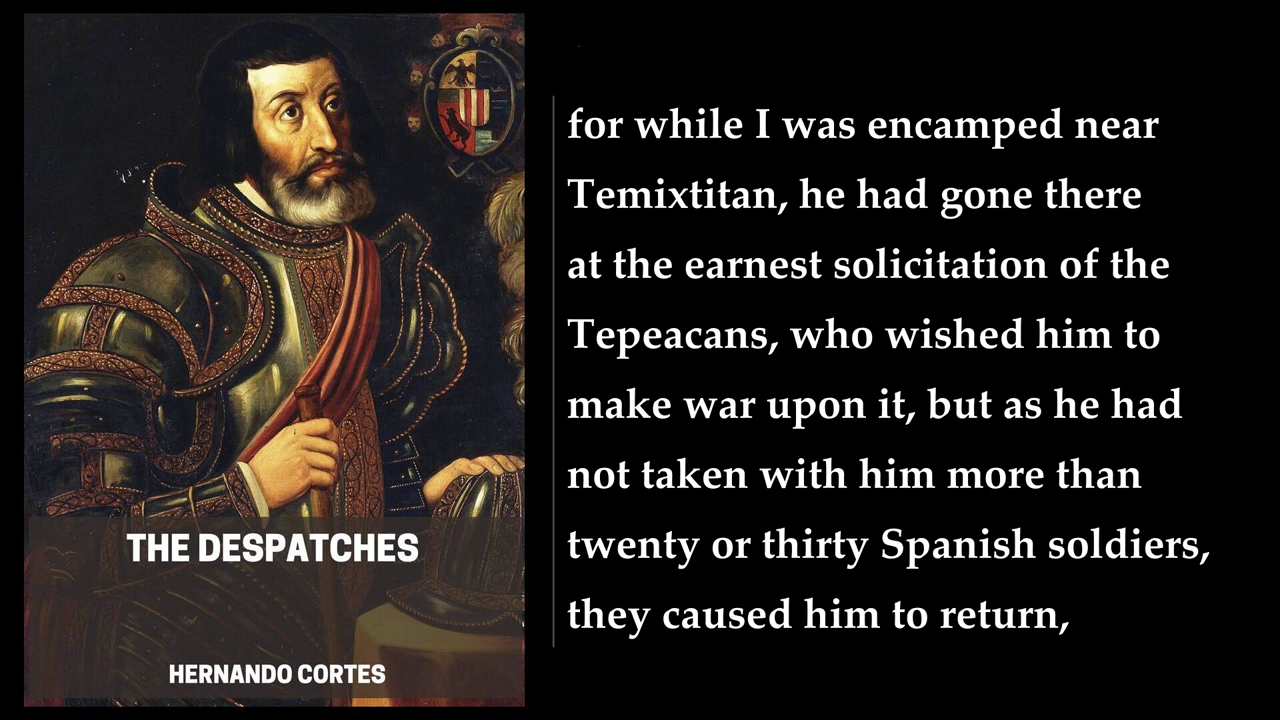 THE DESPATCHES
HERNANDO CORTES
for while I was encamped near
Temixtitan, he had gone there
at the earnest solicitation of the
Tepeacans, who wished him to
make war upon it, but as he had
not taken with him more than
twenty or thirty Spanish soldiers,
they caused him to return,